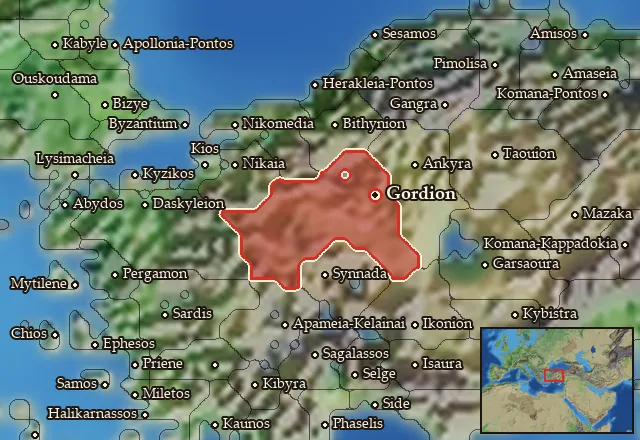 Sesamos
Amisos
Kabyle
Apollonia-Pontos
Pimolisa
Ouskoudama
Amaseia
Herakleia-Pontos
Komana-Pontos
Bizye
Gangra
Byzantium
Nikomedia
Bithynion
Kios
Lysimacheia
Nikaia
Ankyra
Taouion
Kyzikos
Gordion
Abydos
Daskyleion
Mazaka
Komana-Kappadokia
Garsaoura
Pergamon
Synnada
Mytilene
Sardis
Kybistra
Chios
Apameia-Kelainai
Ikonion
Ephesos
Sagalassos
Priene
Isaura
Selge
Samos
Kibyra
Miletos
Side
Halikarnassos
Kaunos
Phaselis